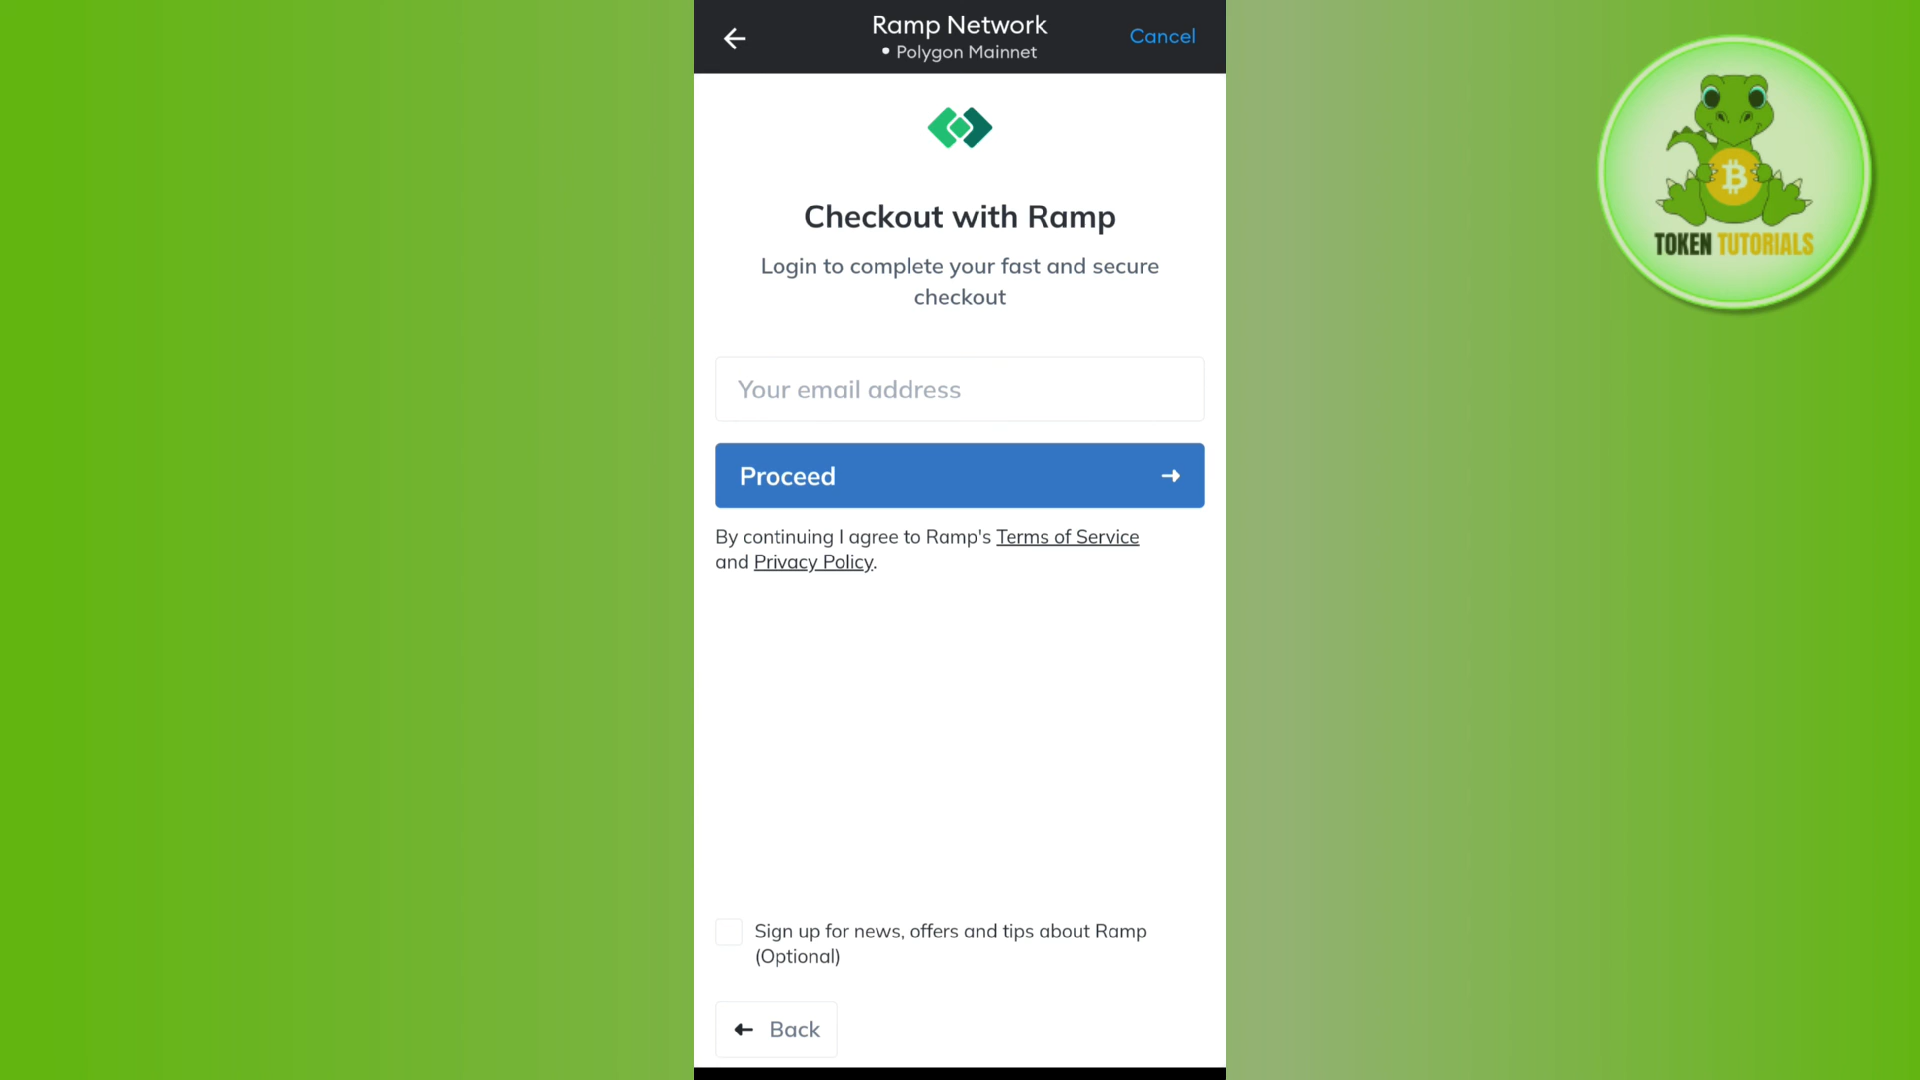 Ramp Network
• Polygon Mainnet
Cancel
Checkout with Ramp
Login to complete your fast and secure
checkout
Your email address
Proceed
By continuing I agree to Ramp's Terms of Service
and Privacy Policy.
Sign up for news, offers and tips about Ramp
(Optional)
Back
TOKEN TUTORIALS